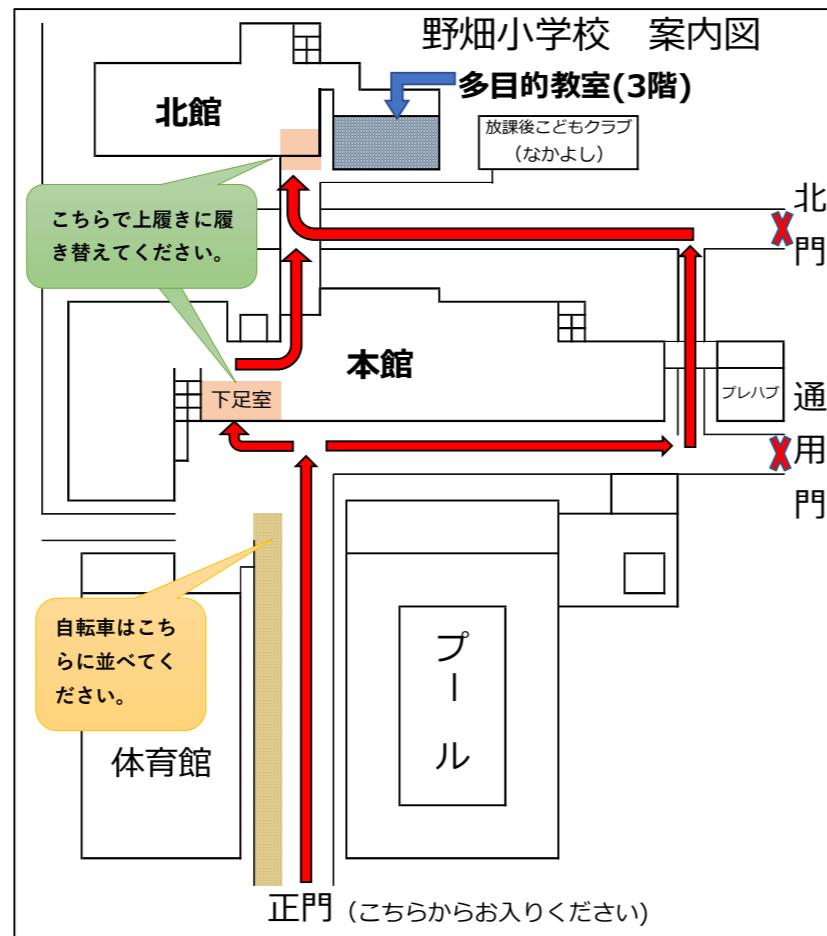 野畑小学校　案内図
多目的教室(3階)
北館
放課後こどもクラブ
（なかよし）
こちらで上履きに履
き替えてください。
北門
本館
下足室
プレハブ
通用門
自転車はこち
らに並べてく
ださい。
体育館
プール
正門（こちらからお入りください)